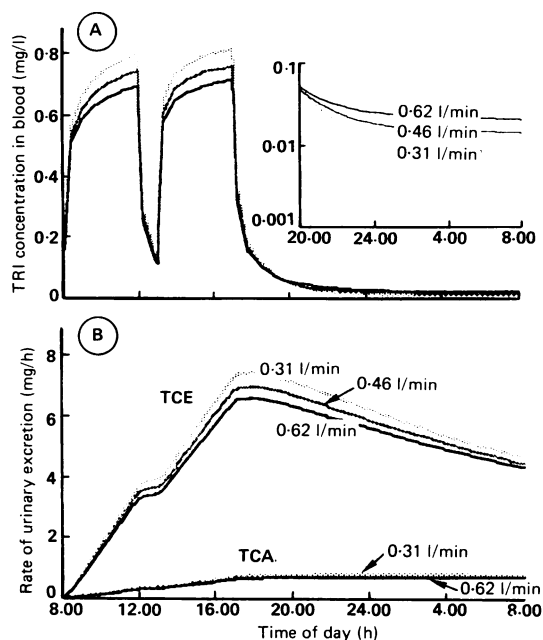 A
TRI concentration in blood (mg/l)
0·8
0·6
0·4
0·2
0
0·1
0·01
0·001
0·62 l/min
0·46 l/min
0·31 l/min
20·00 24·00 4·00 8·00
B
Rate of urinary excretion (mg/h)
8
6
4
2
0
TCE
0·31 l/min
0·46 l/min
0·62 l/min
TCA
0·31 l/min
0·62 l/min
8·00 12·00 16·00 20·00 24·00 4·00 8·00
Time of day (h)